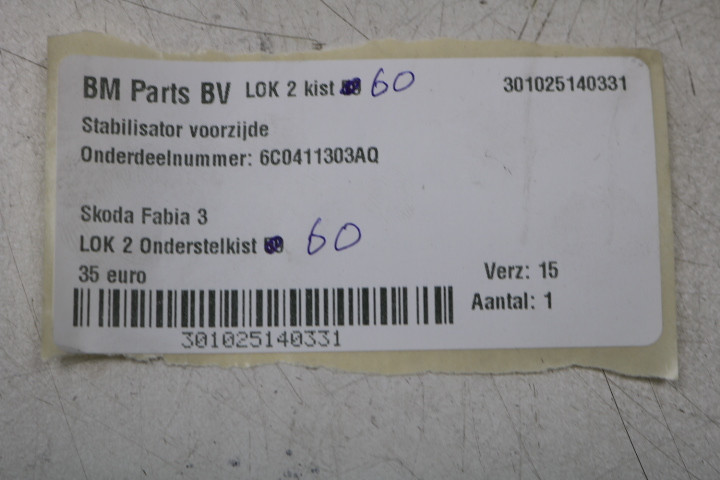 BM Parts BV LOK 2 kist 60 301025140331
Stabilisator voorzijde
Onderdeelnummer: 6C0411303AQ
Skoda Fabia 3
LOK 2 Onderstelkist 60
35 euro Verz: 15
Aantal: 1
301025140331